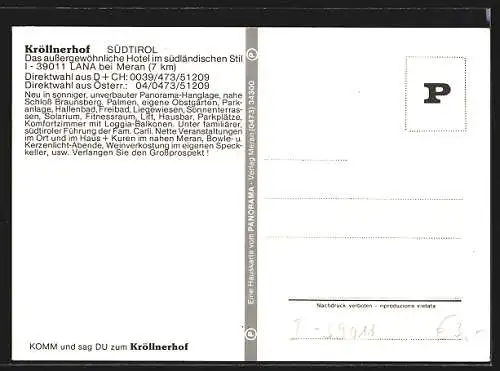 Kröllnerhof SÜDTIROL
Das außergewöhnliche Hotel im südländischen Stil
I - 39011 LANA bei Meran (7 km)
Direktwahl aus D + CH: 0039/473/51209
Direktwahl aus Österr.: 04/0473/51209
Neu in sonniger, unverbauter Panorama-Hanglage, nahe
Schloß Braunsberg, Palmen, eigene Obstgärten, Park-
anlage, Hallenbad, Freibad, Liegewiesen, Sonnenterras-
sen, Solarium, Fitnessraum, Lift, Hausbar, Parkplätze,
Komfortzimmer mit Loggia-Balkonen. Unter familiärer,
südtiroler Führung der Fam. Carli. Nette Veranstaltungen
im Ort und im Haus + Kuren im nahen Meran, Bowle- u.
Kerzenlicht-Abende, Weinverkostung im eigenen Speck-
keller, usw. Verlangen Sie den Großprospekt!
KOMM und sag DU zum Kröllnerhof
Eine Hauskarte vom PANORAMA - Verlag Meran (0473) 34300
P
P
P
Nachdruck verboten - riproduzione vietata
I - 39011 € 3,-